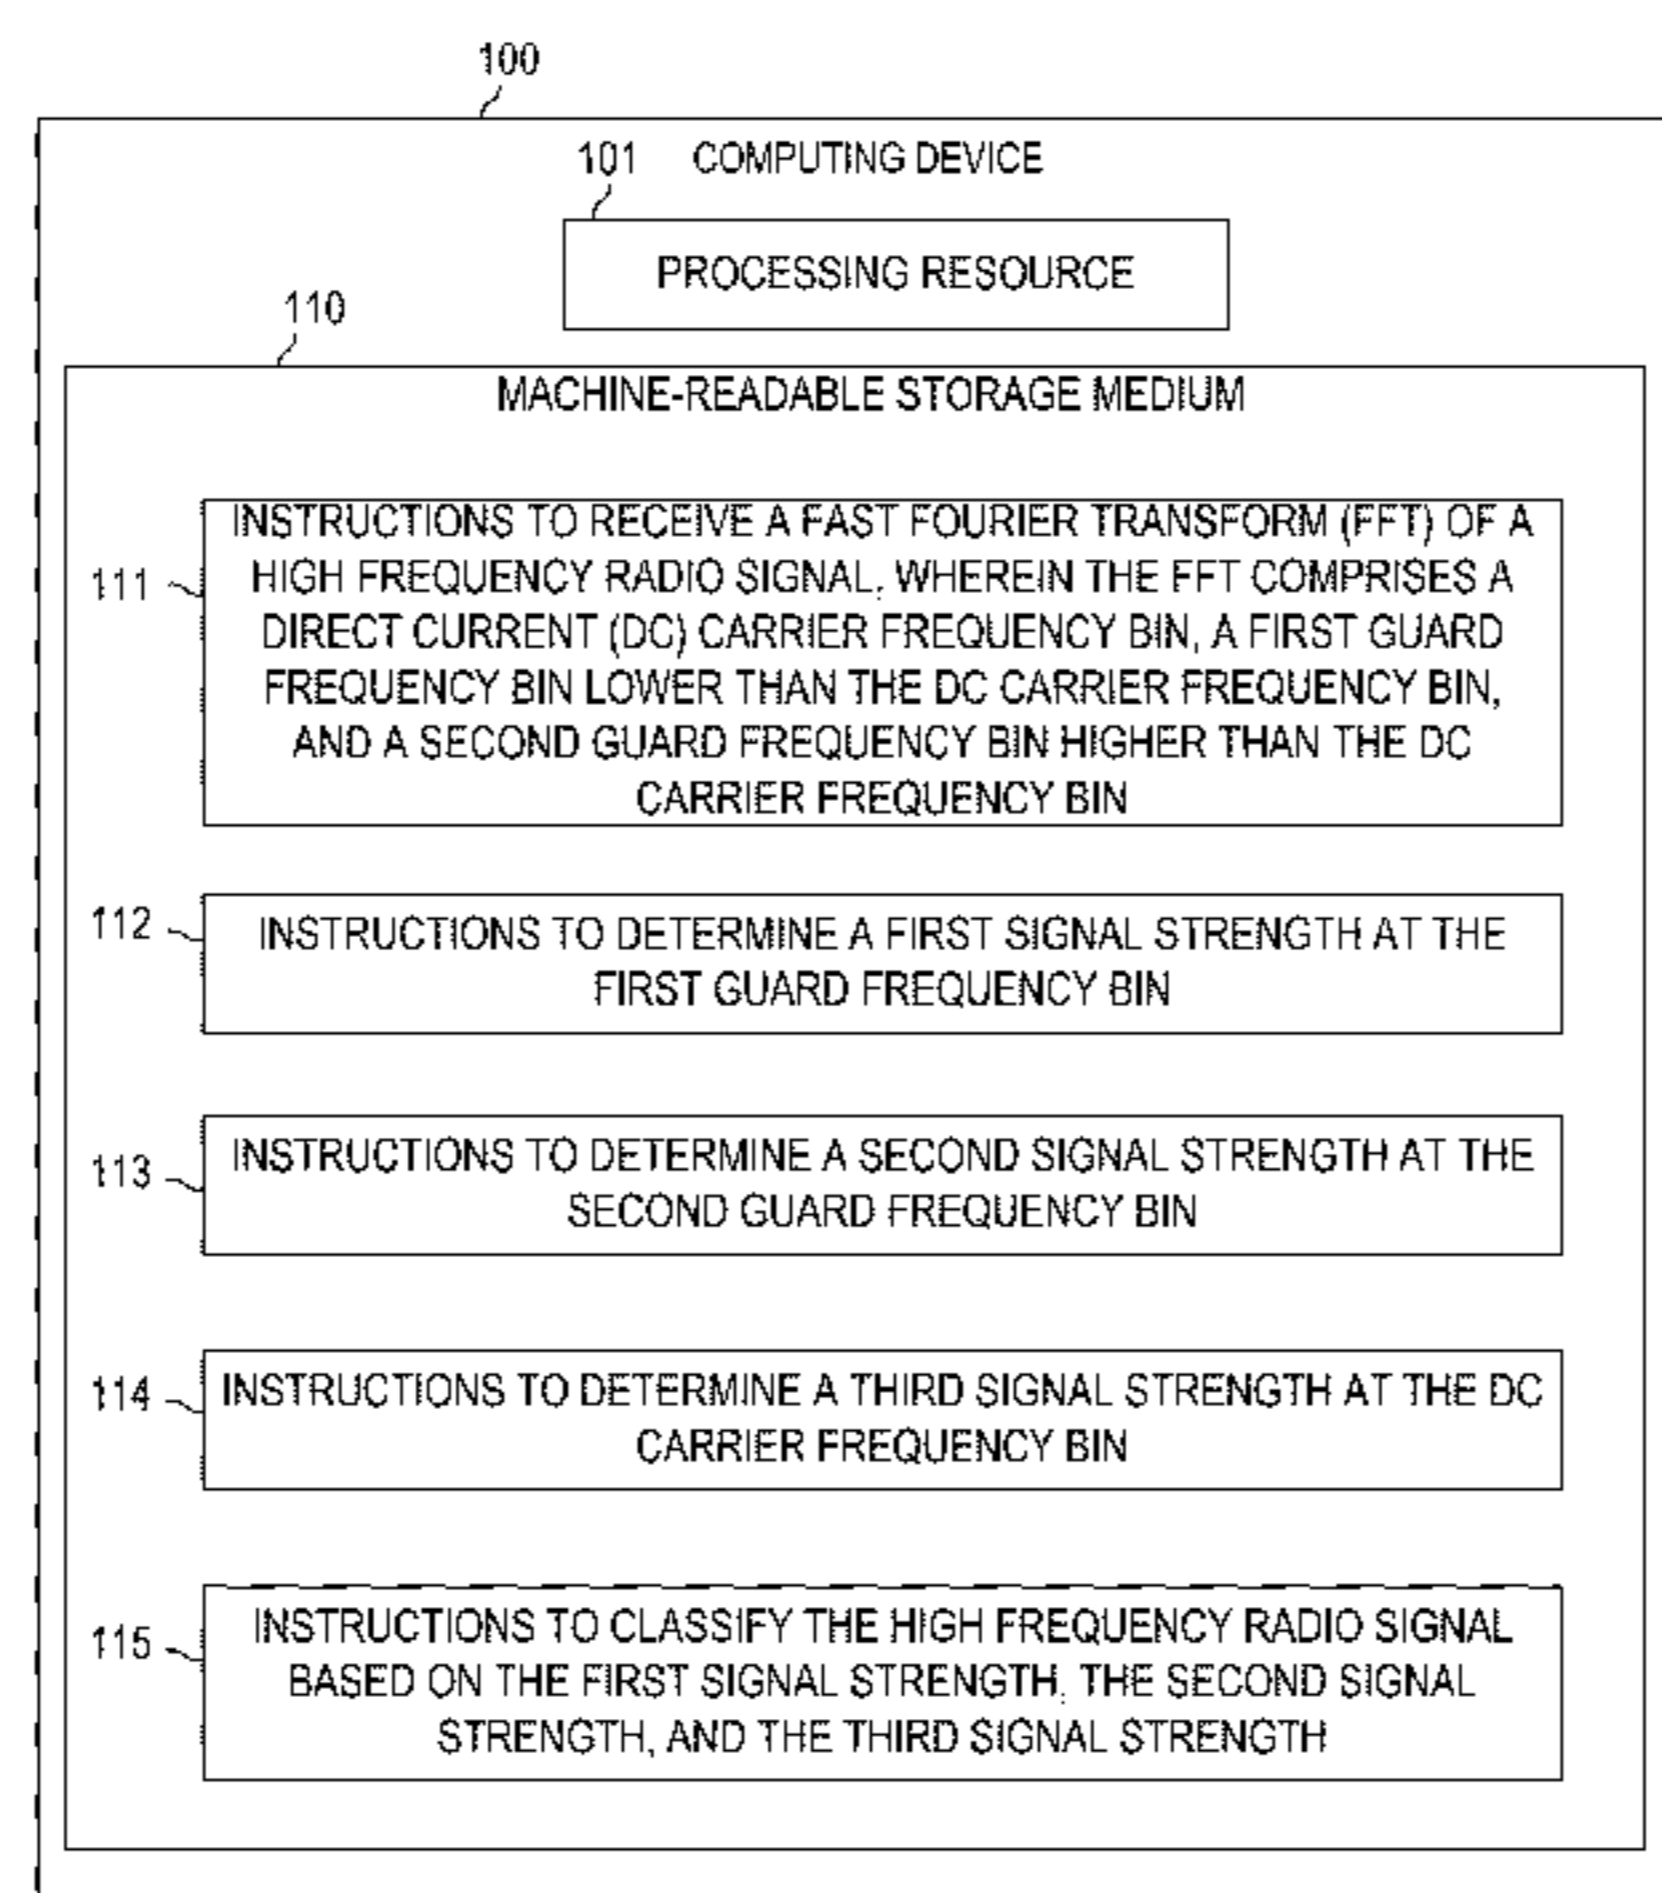 100
101 COMPUTING DEVICE
PROCESSING RESOURCE
110
MACHINE-READABLE STORAGE MEDIUM
INSTRUCTIONS TO RECEIVE A FAST FOURIER TRANSFORM (FFT) OF A
111 HIGH FREQUENCY RADIO SIGNAL, WHEREIN THE FFT COMPRISES A
DIRECT CURRENT (DC) CARRIER FREQUENCY BIN, A FIRST GUARD
FREQUENCY BIN LOWER THAN THE DC CARRIER FREQUENCY BIN,
AND A SECOND GUARD FREQUENCY BIN HIGHER THAN THE DC
CARRIER FREQUENCY BIN
112 INSTRUCTIONS TO DETERMINE A FIRST SIGNAL STRENGTH AT THE
FIRST GUARD FREQUENCY BIN
113 INSTRUCTIONS TO DETERMINE A SECOND SIGNAL STRENGTH AT THE
SECOND GUARD FREQUENCY BIN
114 INSTRUCTIONS TO DETERMINE A THIRD SIGNAL STRENGTH AT THE DC
CARRIER FREQUENCY BIN
115 INSTRUCTIONS TO CLASSIFY THE HIGH FREQUENCY RADIO SIGNAL
BASED ON THE FIRST SIGNAL STRENGTH, THE SECOND SIGNAL
STRENGTH, AND THE THIRD SIGNAL STRENGTH